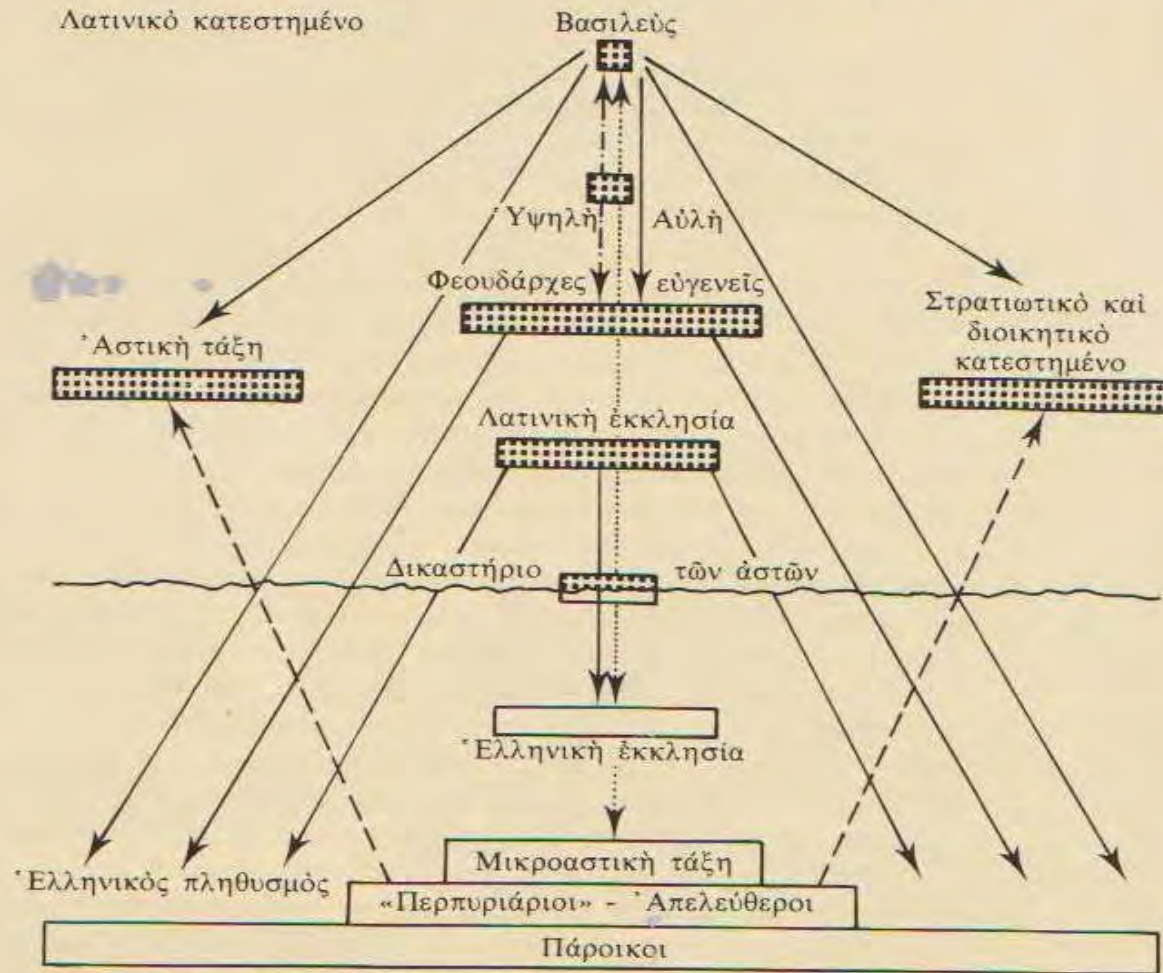 Λατινικὸ κατεστημένο
Βασιλεὺς
Ὑψηλὴ Αὐλὴ
Φεουδάρχες εὐγενεῖς
Στρατιωτικὸ καὶ
διοικητικὸ
κατεστημένο
Ἀστικὴ τάξη
Λατινικὴ ἐκκλησία
Δικαστήριο τῶν ἀστῶν
Ἑλληνικὴ ἐκκλησία
Μικροαστικὴ τάξη
Ἑλληνικὸς πληθυσμὸς
«Περπυριάριοι» - Ἀπελεύθεροι
Πάροικοι